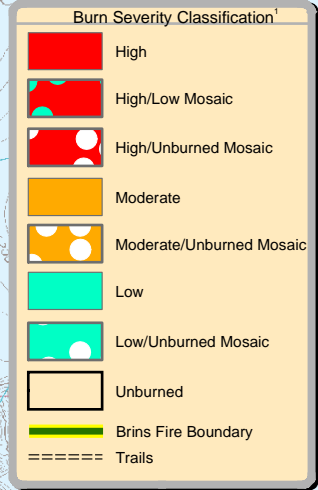 Burn Severity Classification¹
High
High/Low Mosaic
High/Unburned Mosaic
Moderate
Moderate/Unburned Mosaic
Low
Low/Unburned Mosaic
Unburned
Brins Fire Boundary
Trails